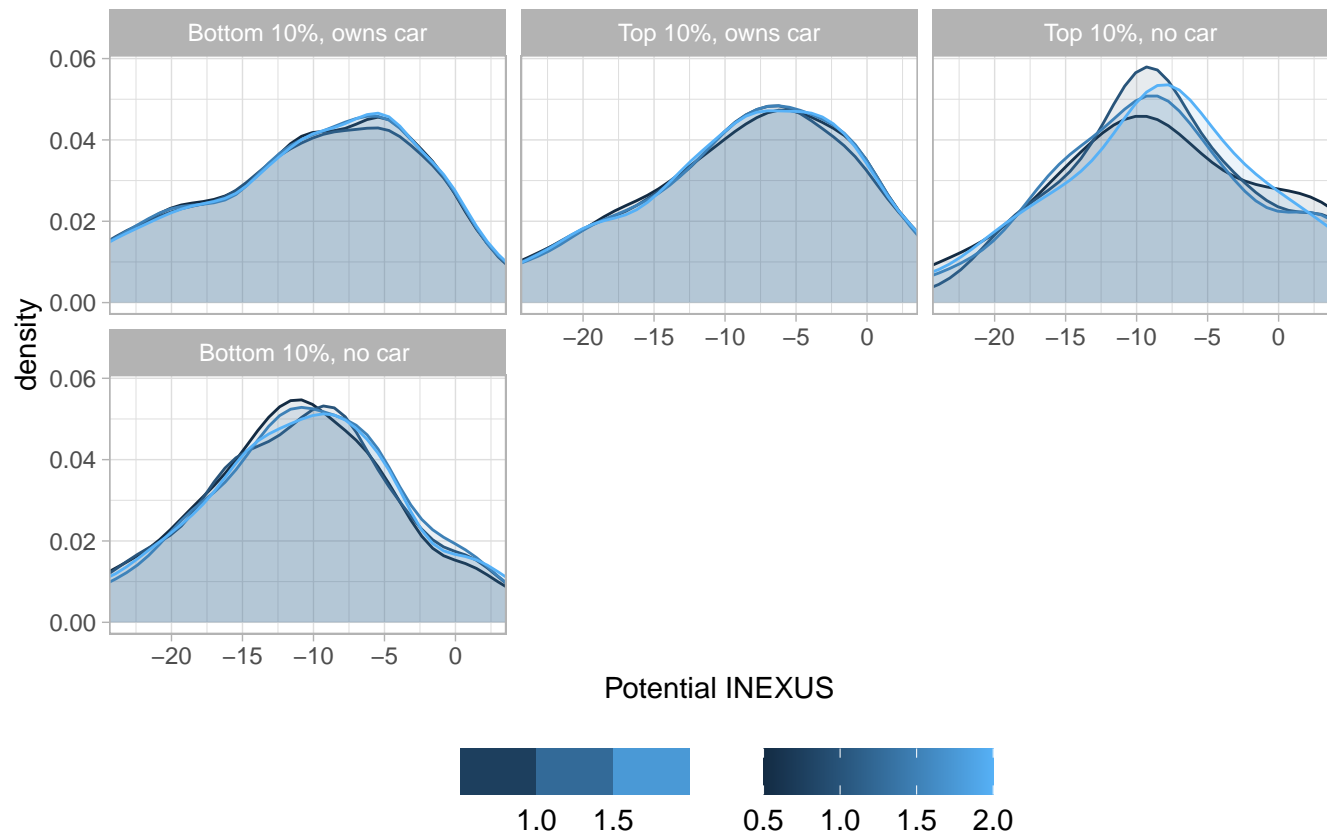 Bottom 10%, owns car
Top 10%, owns car
Top 10%, no car
0.06
0.04
0.02
0.00
−20 −15 −10 −5 0
−20 −15 −10 −5 0
density
Bottom 10%, no car
0.06
0.04
0.02
0.00
−20 −15 −10 −5 0
Potential INEXUS
1.0 1.5
0.5 1.0 1.5 2.0